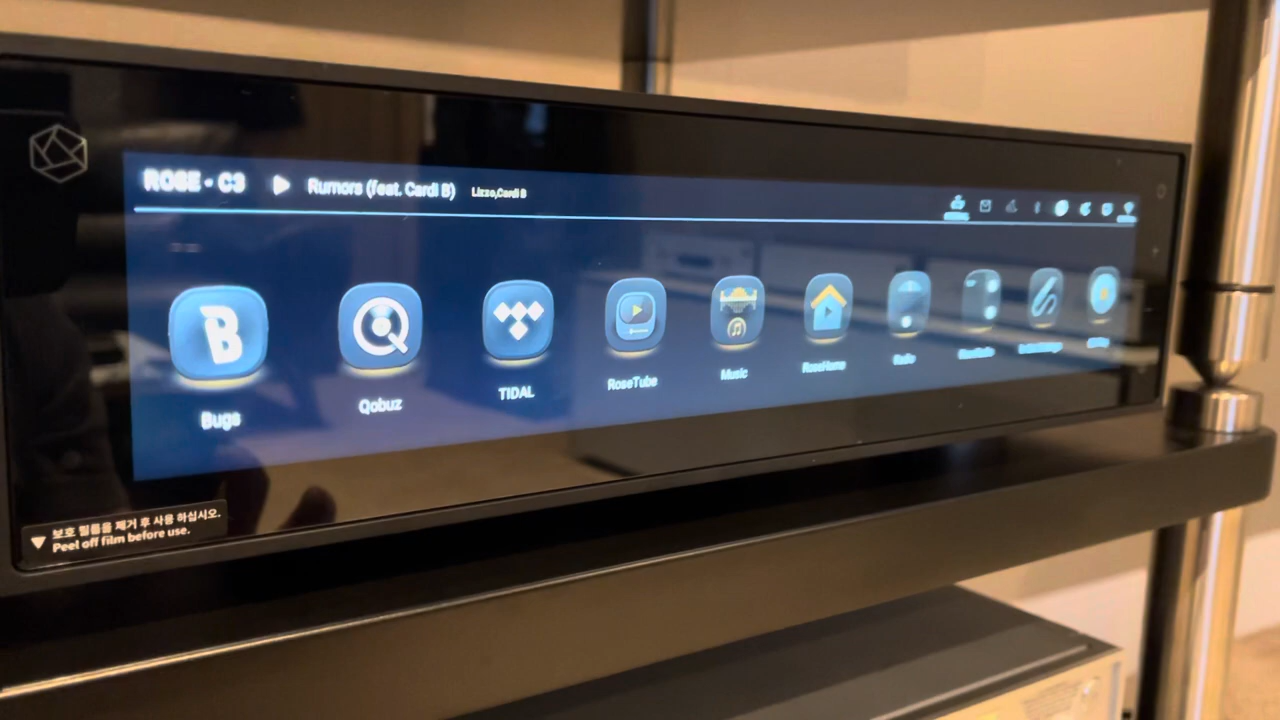 ROSE - C3 Rumors (feat. Cardi B) Lizzo,Cardi B
Bugs Qobuz TIDAL RoseTube Music RoseHome Radio
보호 필름을 제거 후 사용 하십시오.
Peel off film before use.